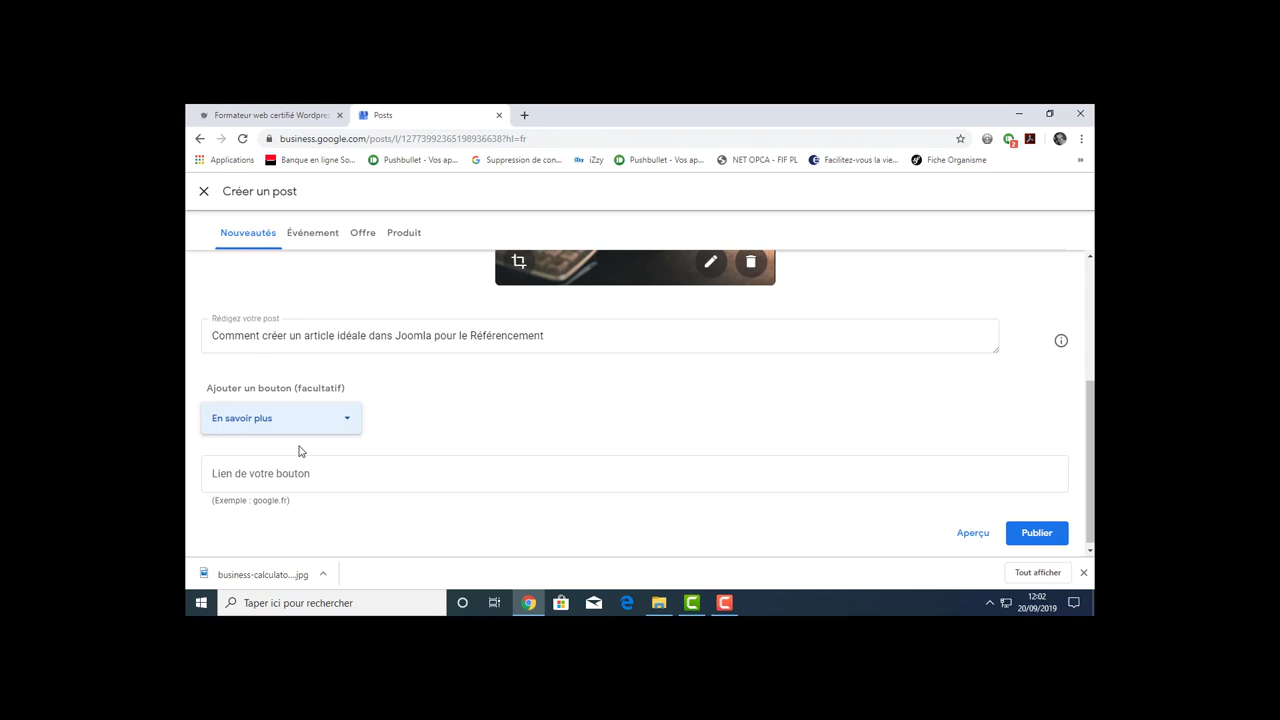 Formateur web certifié Wordpre
Posts
business.google.com/posts/l/12773992365198936638?hl=fr
Applications
Banque en ligne So...
Pushbullet - Vos ap...
Suppression de con...
iZzy
Pushbullet - Vos ap...
NET OPCA - FIF PL
Facilitez-vous la vie...
Fiche Organisme
Créer un post
Nouveautés
Événement
Offre
Produit
Rédigez votre post
Comment créer un article idéale dans Joomla pour le Référencement
Ajouter un bouton (facultatif)
En savoir plus
Lien de votre bouton
(Exemple : google.fr)
Aperçu
Publier
business-calculato....jpg
Tout afficher
Taper ici pour rechercher
12:02
20/09/2019